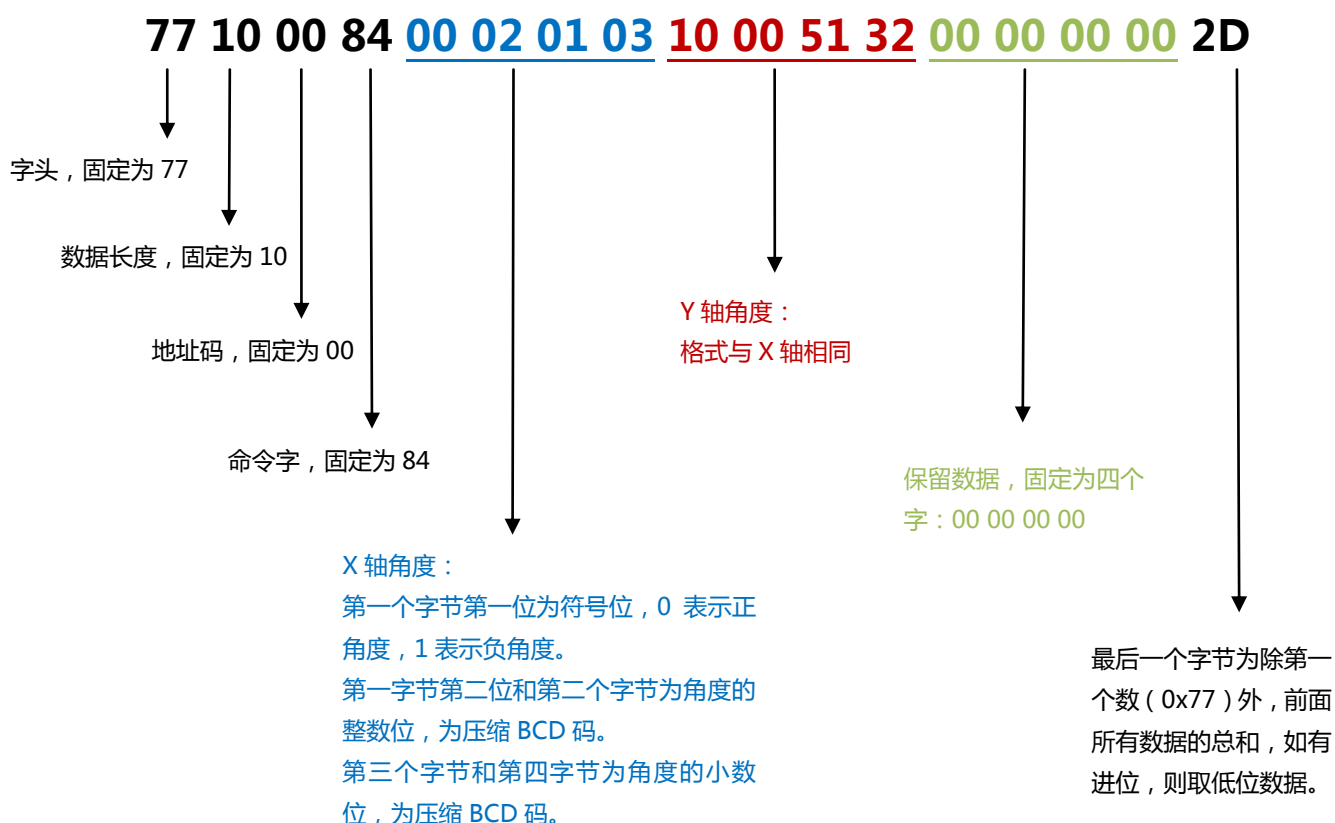 77 10 00 84 00 02 01 03 10 00 51 32 00 00 00 00 2D
字头，固定为 77
数据长度，固定为 10
地址码，固定为 00
命令字，固定为 84
X 轴角度：
第一个字节第一位为符号位，0 表示正
角度，1 表示负角度。
第一字节第二位和第二个字节为角度的
整数位，为压缩 BCD 码。
第三个字节和第四字节为角度的小数
位，为压缩 BCD 码。
Y 轴角度：
格式与 X 轴相同
保留数据，固定为四个
字：00 00 00 00
最后一个字节为除第一
个数（0x77）外，前面
所有数据的总和，如有
进位，则取低位数据。